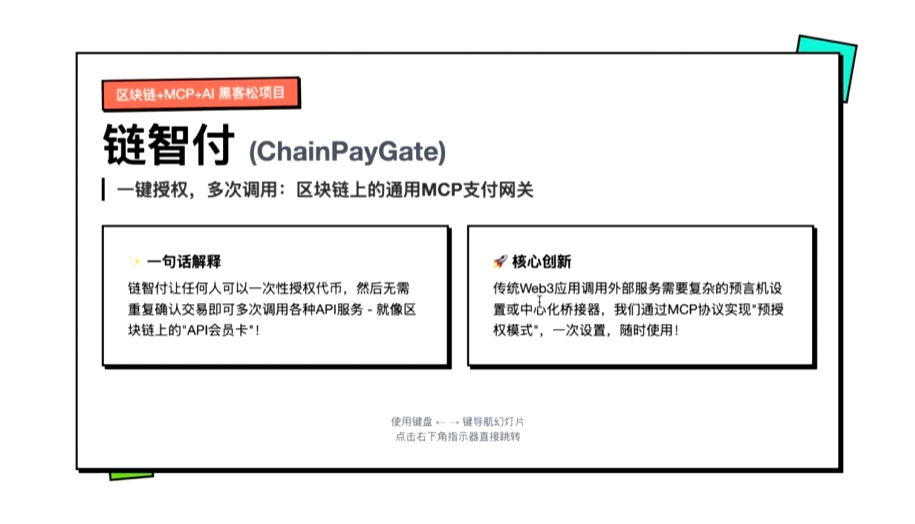 区块链+MCP+AI 黑客松项目
链智付 (ChainPayGate)
一键授权，多次调用：区块链上的通用MCP支付网关
✨ 一句话解释
链智付让任何人可以一次性授权代币，然后无需
重复确认交易即可多次调用各种API服务 - 就像区
块链上的"API会员卡"！
🚀 核心创新
传统Web3应用调用外部服务需要复杂的预言机设
置或中心化桥接器，我们通过MCP协议实现"预授
权模式"，一次设置，随时使用！
使用键盘 ← → 键导航幻灯片
点击右下角指示器直接跳转